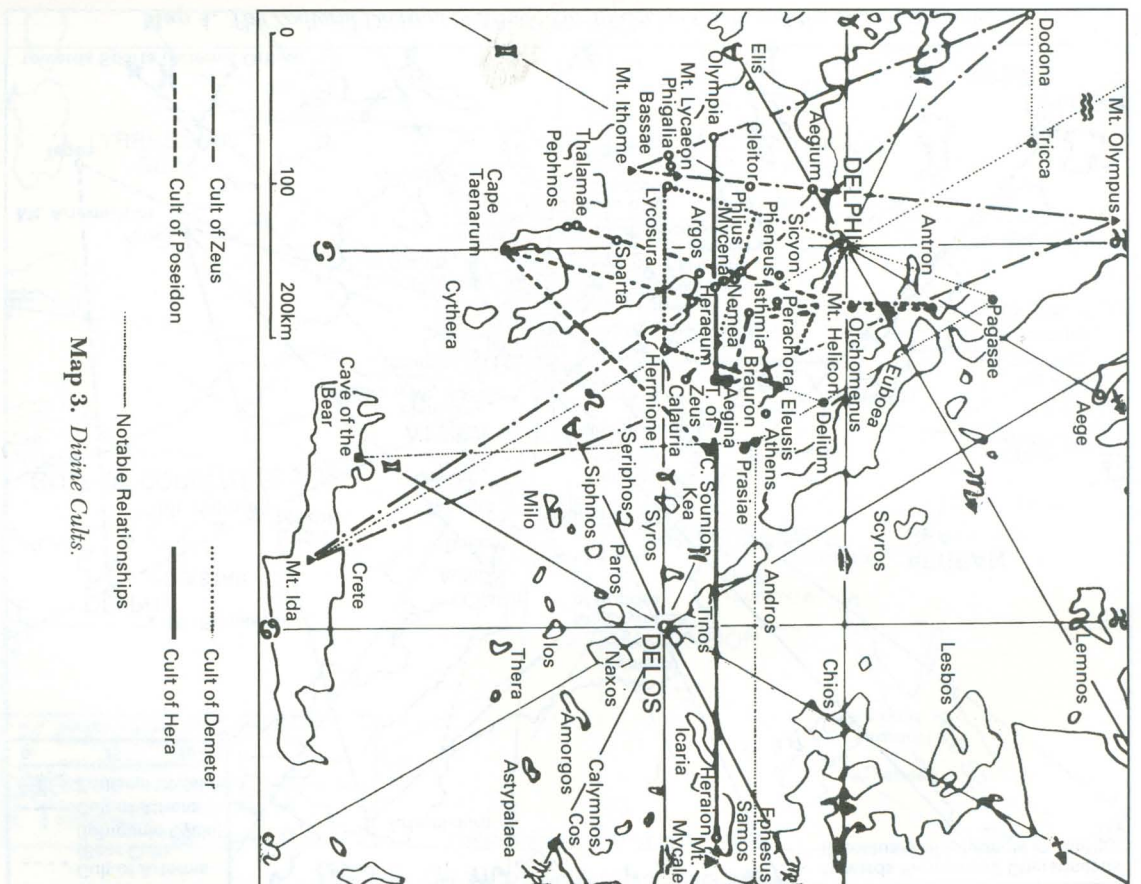 Dodona
Tricca
Mt. Olympus
Elis
Olympia
Mt. Lycaeon
Phigalia
Bassae
Mt. Ithome
Thalamae
Pephnos
Cape
Taenarum
Cleitor
Aegium
DELPHI
Antron
Pagasae
Aege
Lycosura
Argos
Mycenae
Phlius
Pheneus
Sicyon
Sparta
Cythera
Heraeum
Nemea
Isthmia
Perachora
Mt. Helicon
Orchomenus
Euboea
Hermione
Calauria
Zeus
T. of
Aegina
Brauron
Eleusis
Athens
Delium
Prasiae
C. Sounion
Kea
Syros
Seriphos
Siphnos
Milo
Paros
Scyros
Andros
Tinos
DELOS
Naxos
Ios
Thera
Amorgos
Astypalaea
Calymnos
Cos
Icaria
Heraion
Samos
Ephesus
Mt.
Mycale
Chios
Lesbos
Lemnos
Cave of the
Bear
Crete
Mt. Ida
0 100 200km
Cult of Zeus
Cult of Poseidon
Cult of Demeter
Cult of Hera
Notable Relationships
Map 3. Divine Cults.